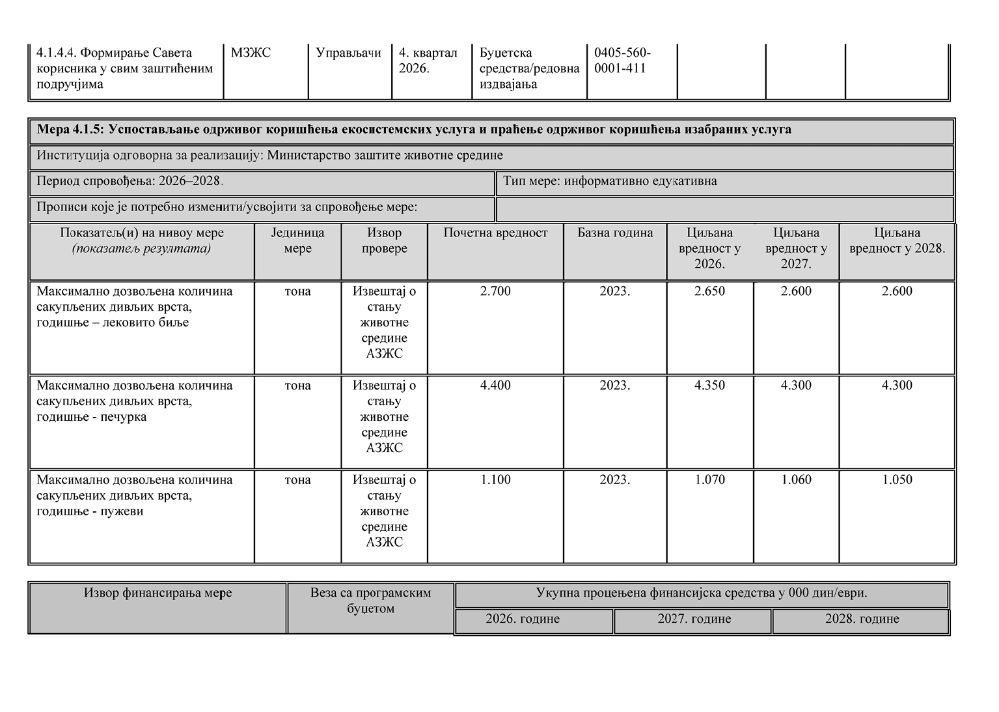 4.1.4.4. Формирање Савета
корисника у свим заштићеним
подручјима
МЗЖС
Управљачи
4. квартал
2026.
Буџетска
средства/редовна
издвајања
0405-560-
0001-411
Мера 4.1.5: Успостављање одрживог коришћења екосистемских услуга и праћење одрживог коришћења изабраних услуга
Институција одговорна за реализацију: Министарство заштите животне средине
Период спровођења: 2026–2028.
Тип мере: информативно едукативна
Прописи које је потребно изменити/усвојити за спровођење мере:
Показатељ(и) на нивоу мере
(показатељ резултата)
Јединица
мере
Извор
провере
Почетна вредност
Базна година
Циљана
вредност у
2026.
Циљана
вредност у
2027.
Циљана
вредност у 2028.
Максимално дозвољена количина
сакупљених дивљих врста,
годишње – лековито биље
тона
Извештај о
стању
животне
средине
АЗЖС
2.700
2023.
2.650
2.600
2.600
Максимално дозвољена количина
сакупљених дивљих врста,
годишње - печурка
тона
Извештај о
стању
животне
средине
АЗЖС
4.400
2023.
4.350
4.300
4.300
Максимално дозвољена количина
сакупљених дивљих врста,
годишње - пужеви
тона
Извештај о
стању
животне
средине
АЗЖС
1.100
2023.
1.070
1.060
1.050
Извор финансирања мере
Веза са програмским
буџетом
Укупна процењена финансијска средства у 000 дин/еври.
2026. године
2027. године
2028. године